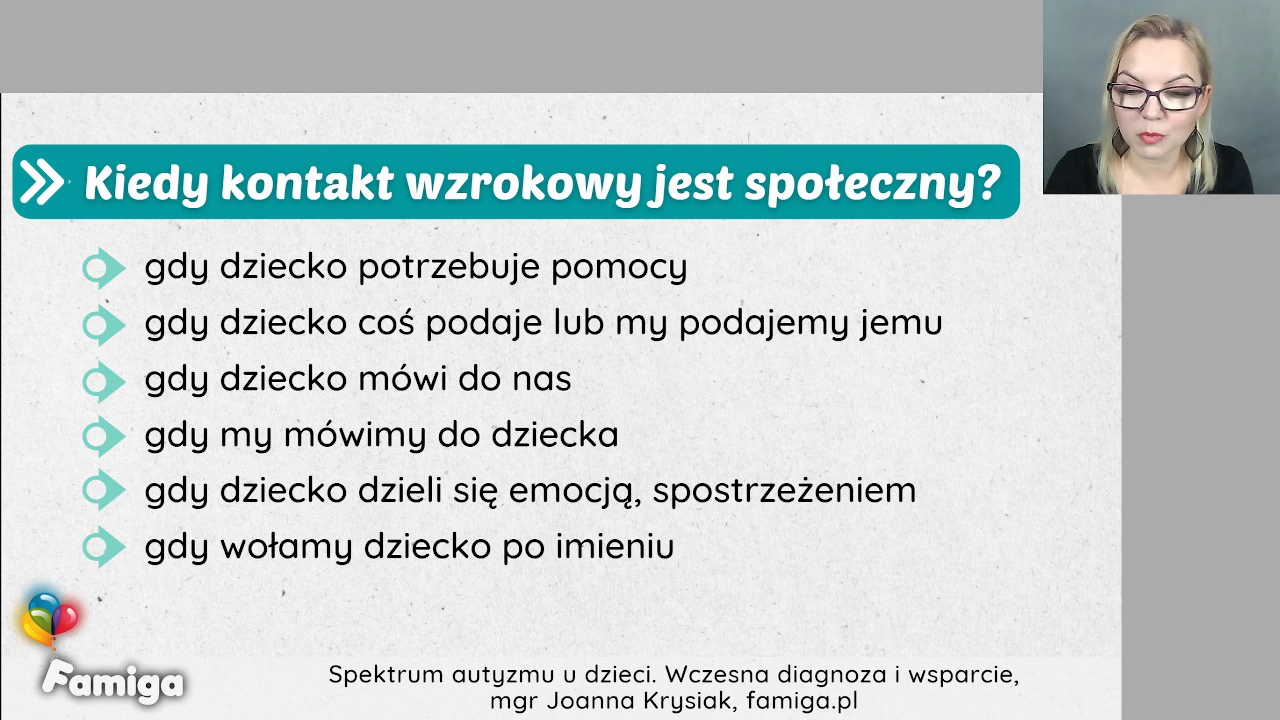 Kiedy kontakt wzrokowy jest społeczny?
gdy dziecko potrzebuje pomocy
gdy dziecko coś podaje lub my podajemy jemu
gdy dziecko mówi do nas
gdy my mówimy do dziecka
gdy dziecko dzieli się emocją, spostrzeżeniem
gdy wołamy dziecko po imieniu
Famiga
Spektrum autyzmu u dzieci. Wczesna diagnoza i wsparcie,
mgr Joanna Krysiak, famiga.pl